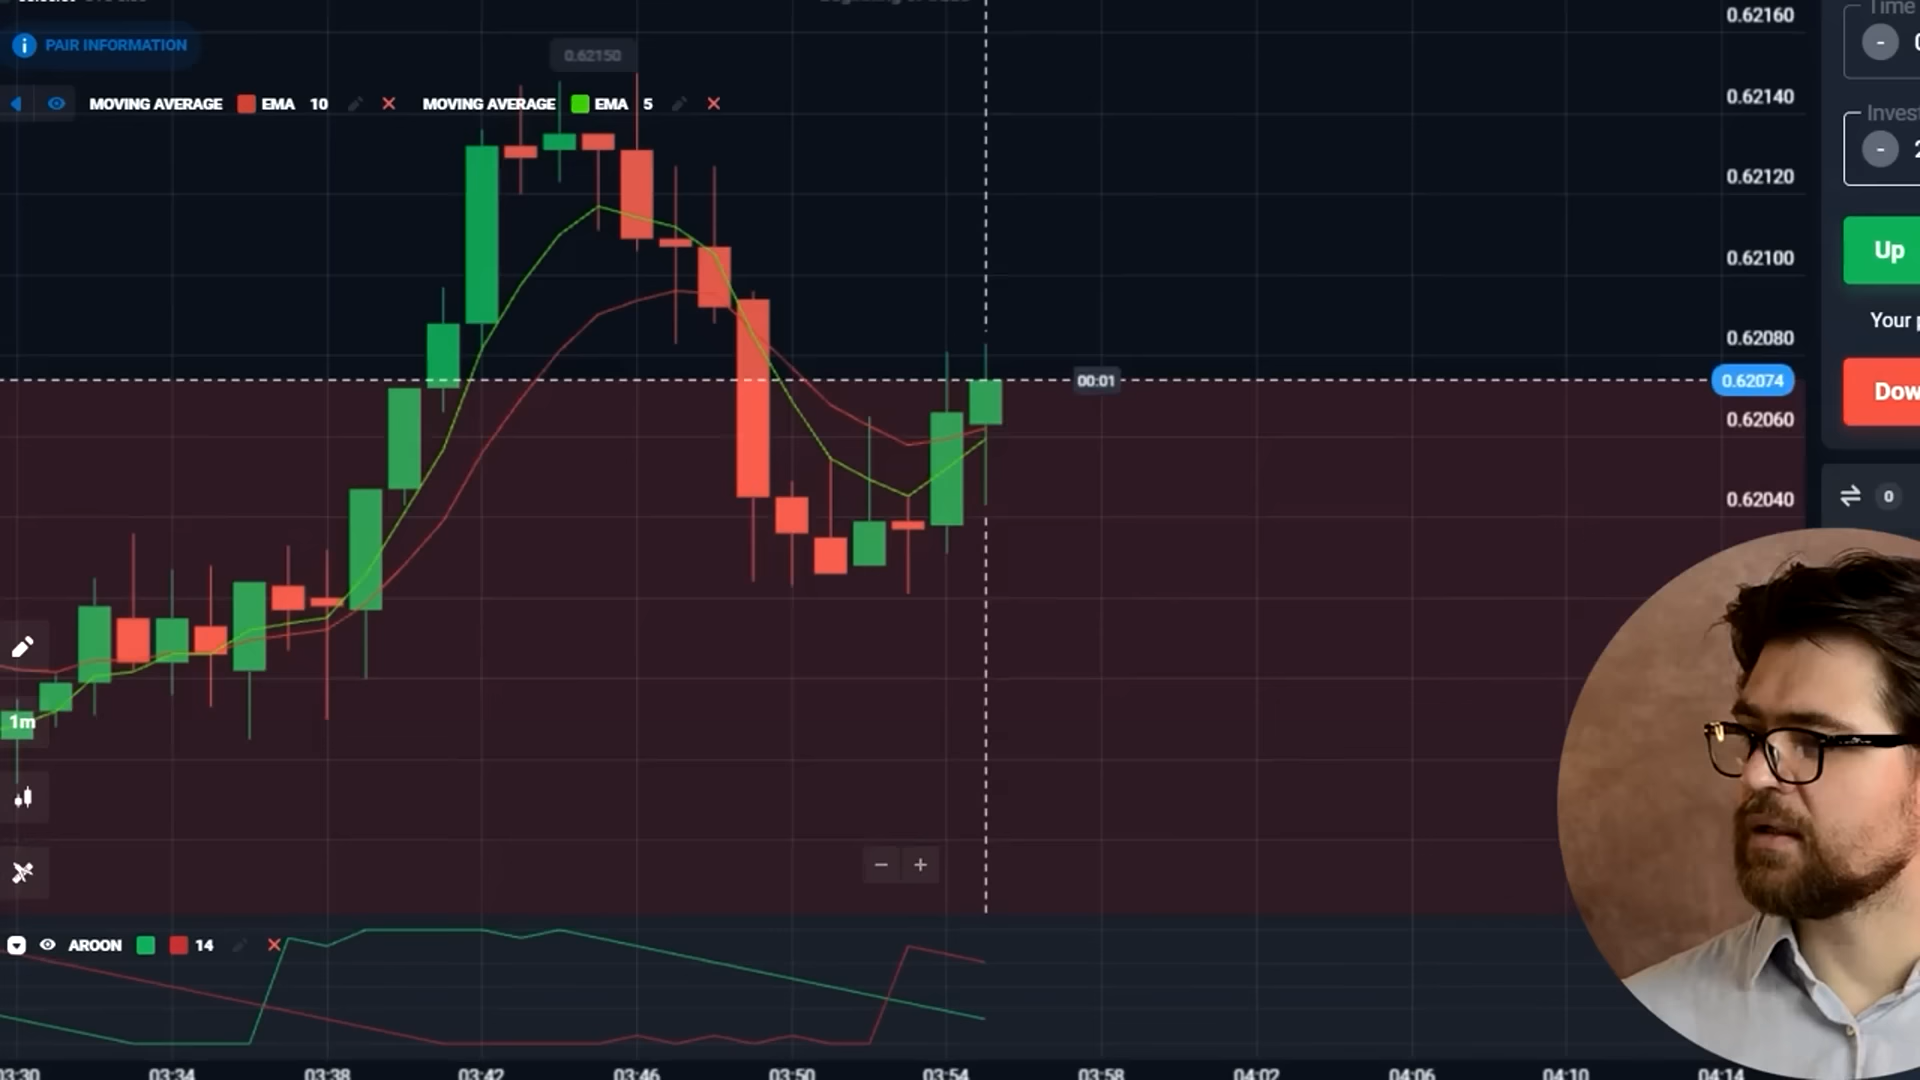 PAIR INFORMATION
0.62150
MOVING AVERAGE EMA 10 MOVING AVERAGE EMA 5
0.62160
0.62140
0.62120
0.62100
0.62080
0.62074
0.62060
0.62040
00:01
Time
Invest
Up
Your
Dow
0
1m
AROON 14
03:30 03:34 03:38 03:42 03:46 03:50 03:54 03:58 04:02 04:06 04:10 04:14